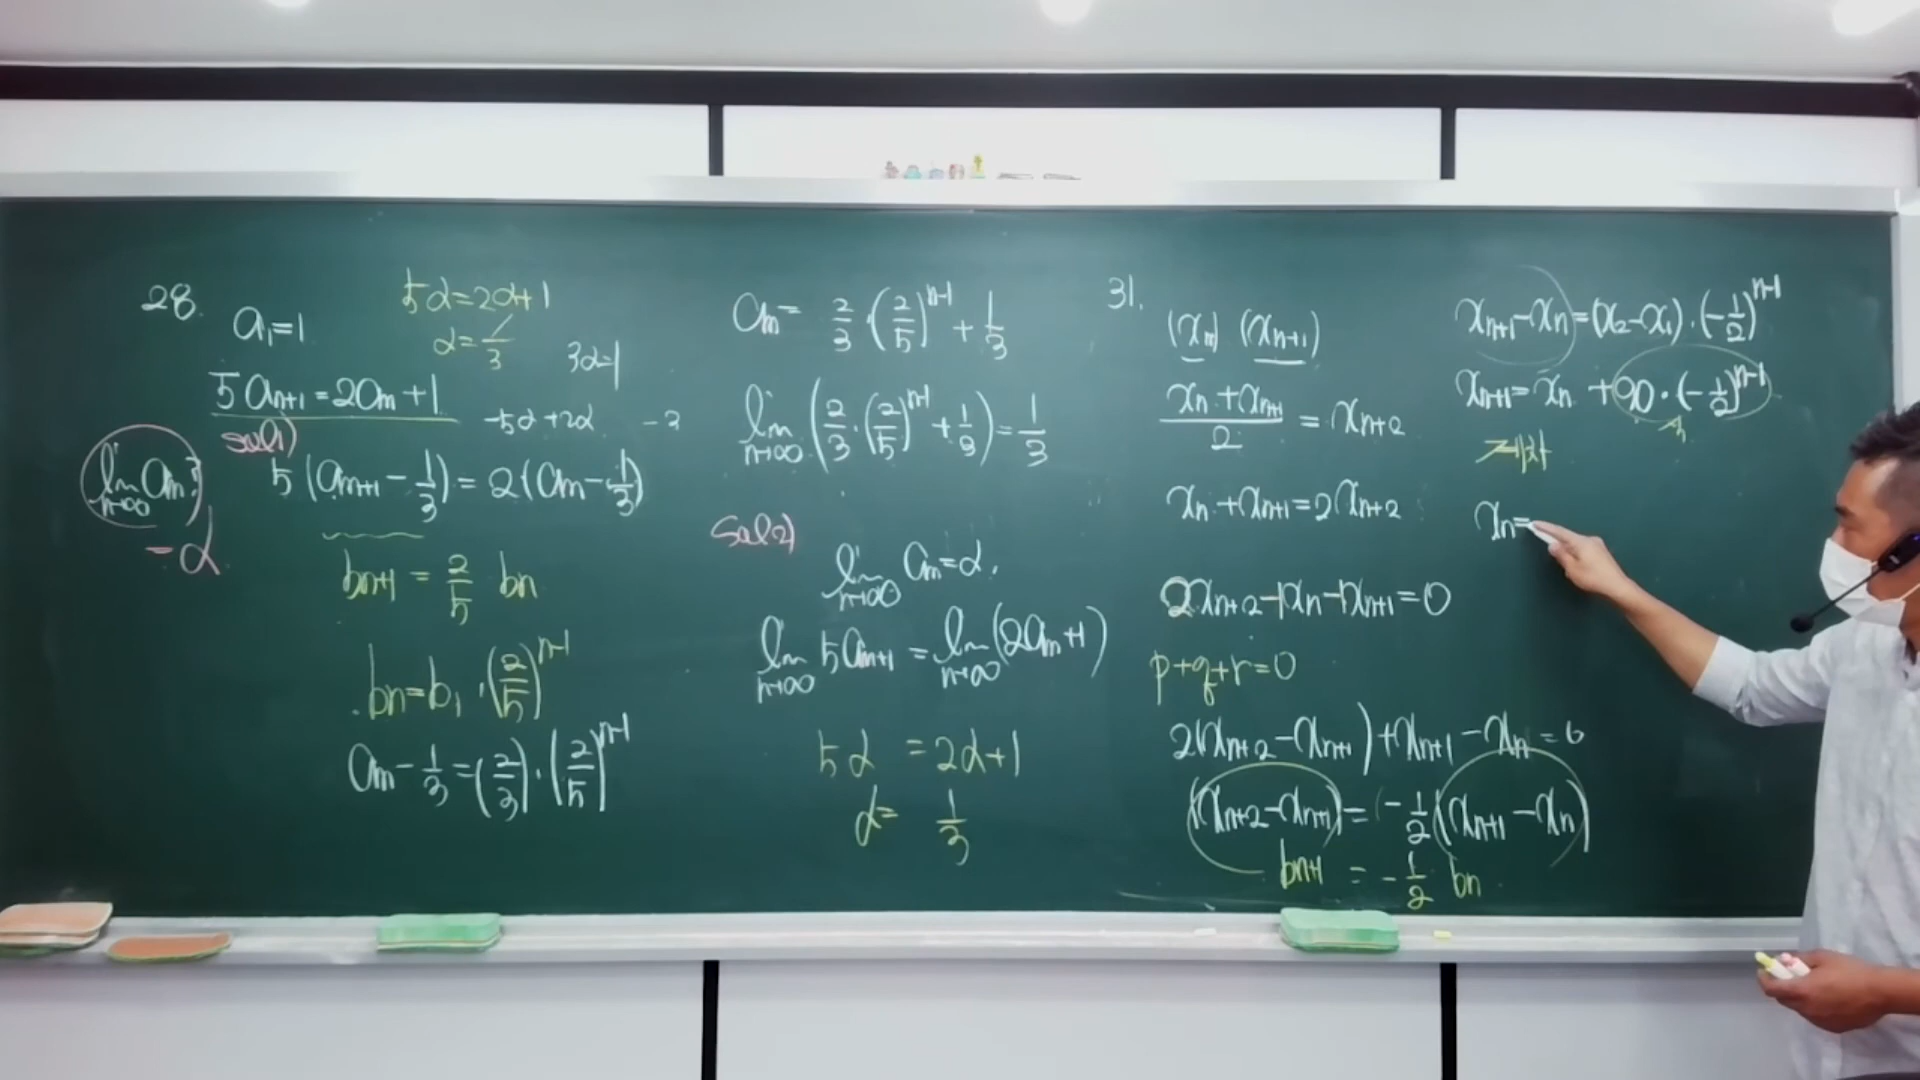 28.
a₁=1
5α=2α+1
α=1/3
3α=1
5aₙ₊₁=2aₙ+1
-5α+2α
sol1)
lim n→∞ aₙ?
=α
5(aₙ₊₁-1/3)=2(aₙ-1/3)
bₙ₊₁=2/5 bₙ
bₙ=b₁·(2/5)ⁿ⁻¹
aₙ-1/3=(2/3)·(2/5)ⁿ⁻¹
aₙ=2/3·(2/5)ⁿ⁻¹+1/3
lim n→∞ (2/3·(2/5)ⁿ⁻¹+1/3)=1/3
sol2)
lim n→∞ aₙ=α.
lim n→∞ 5aₙ₊₁=lim n→∞ (2aₙ+1)
5α=2α+1
α=1/3
31.
(xₙ) (xₙ₊₁)
(xₙ+xₙ₊₁)/2=xₙ₊₂
xₙ+xₙ₊₁=2xₙ₊₂
2xₙ₊₂-1xₙ-1xₙ₊₁=0
p+q+r=0
2(xₙ₊₂-xₙ₊₁)+xₙ₊₁-xₙ=0
(xₙ₊₂-xₙ₊₁)=-1/2(xₙ₊₁-xₙ)
bₙ₊₁=-1/2 bₙ
xₙ₊₁-xₙ=(x₂-x₁)·(-1/2)ⁿ⁻¹
xₙ₊₁=xₙ+90·(-1/2)ⁿ⁻¹
계차
xₙ=